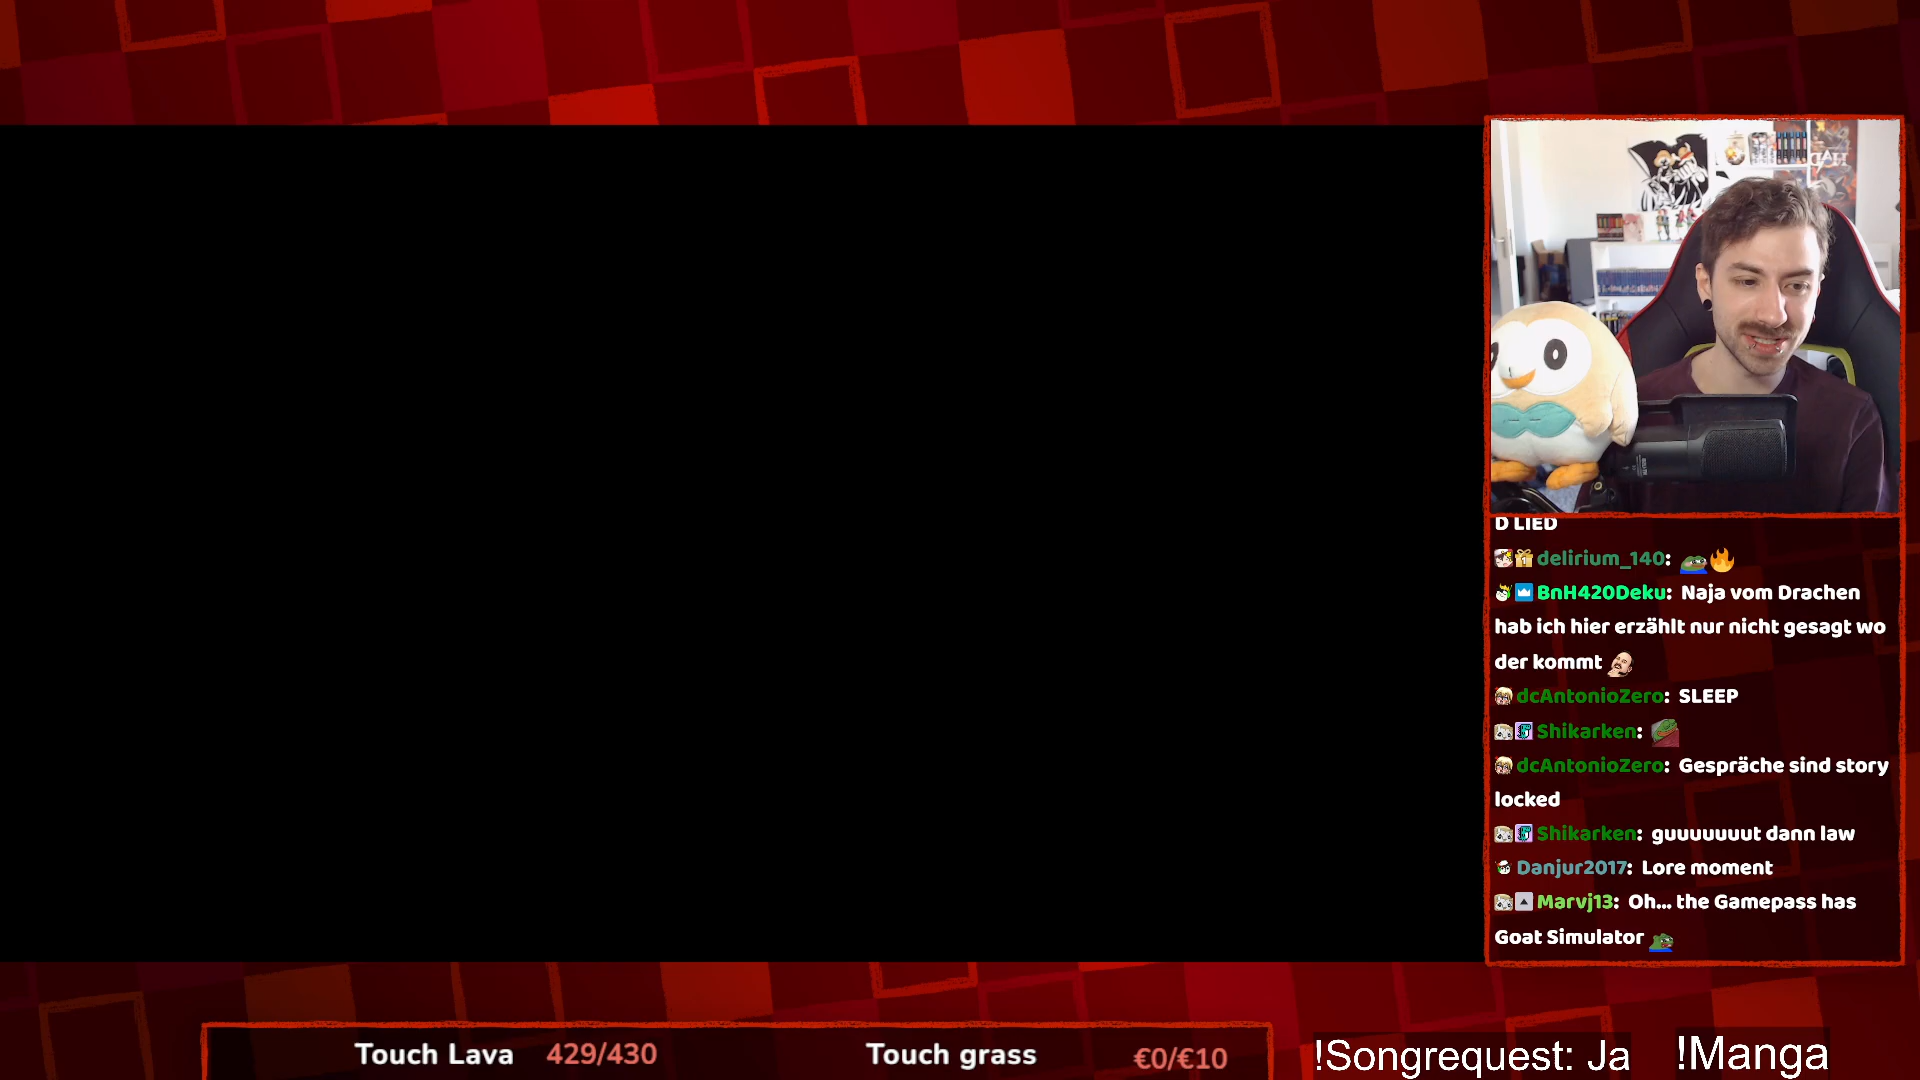 D LIED
delirium_140:
BnH420Deku: Naja vom Drachen
hab ich hier erzählt nur nicht gesagt wo
der kommt
dcAntonioZero: SLEEP
Shikarken:
dcAntonioZero: Gespräche sind story
locked
Shikarken: guuuuuuut dann law
Danjur2017: Lore moment
Marvj13: Oh... the Gamepass has
Goat Simulator
Touch Lava 429/430
Touch grass €0/€10
!Songrequest: Ja
!Manga